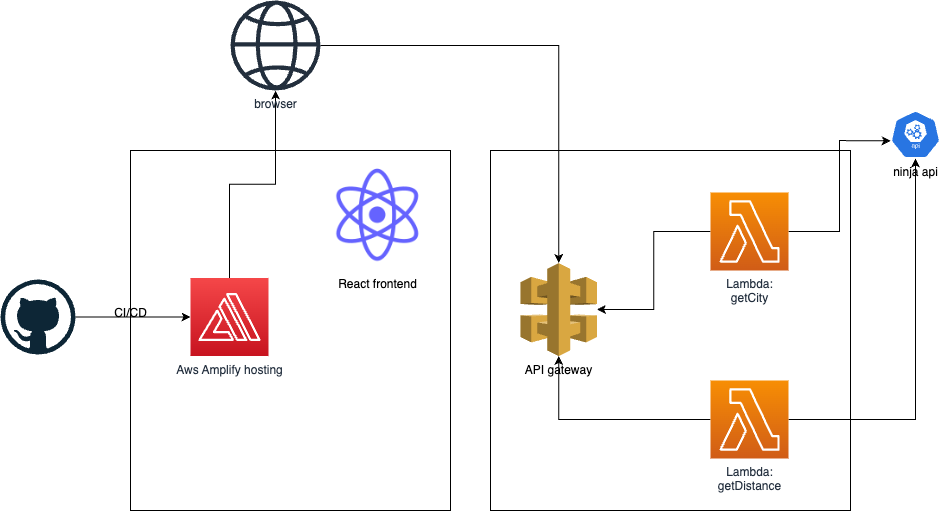 browser
api
ninja api
React frontend
Lambda:
getCity
CI/CD
Aws Amplify hosting
API gateway
Lambda:
getDistance